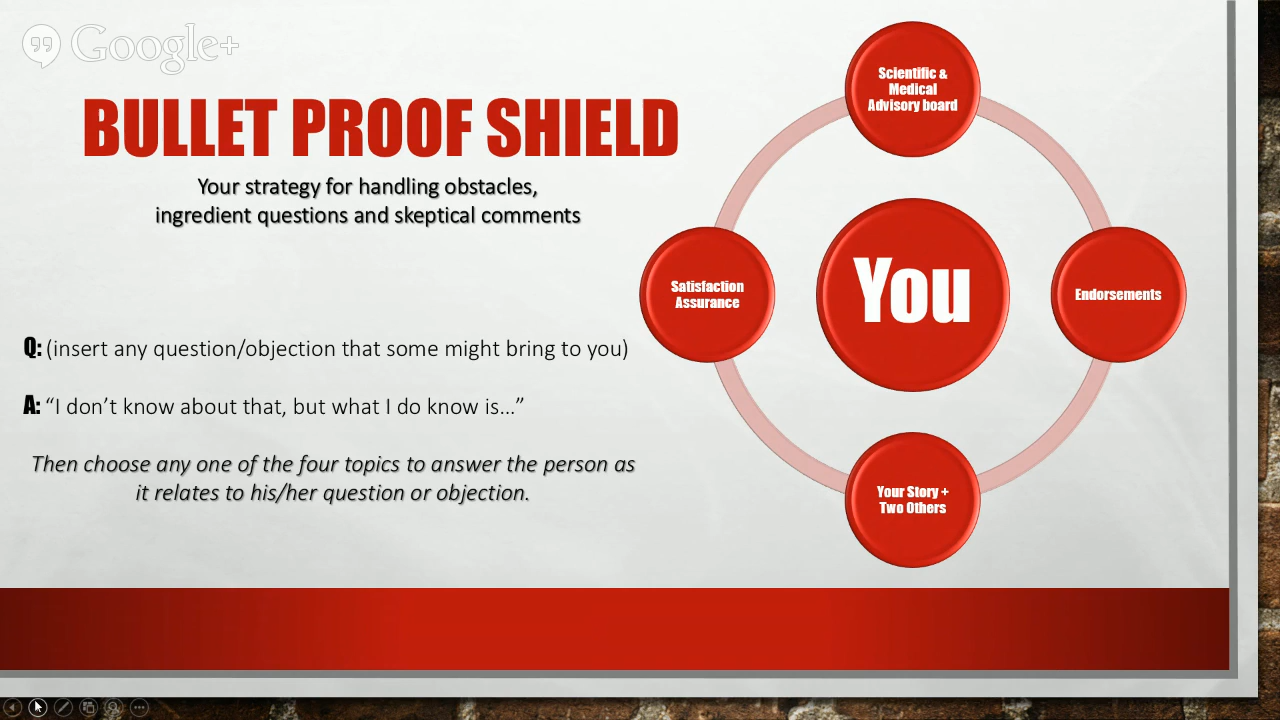 Google+
BULLET PROOF SHIELD
Your strategy for handling obstacles,
ingredient questions and skeptical comments
Q: (insert any question/objection that some might bring to you)
A: “I don’t know about that, but what I do know is…”
Then choose any one of the four topics to answer the person as
it relates to his/her question or objection.
Scientific &
Medical
Advisory board
Satisfaction
Assurance
You
Endorsements
Your Story +
Two Others